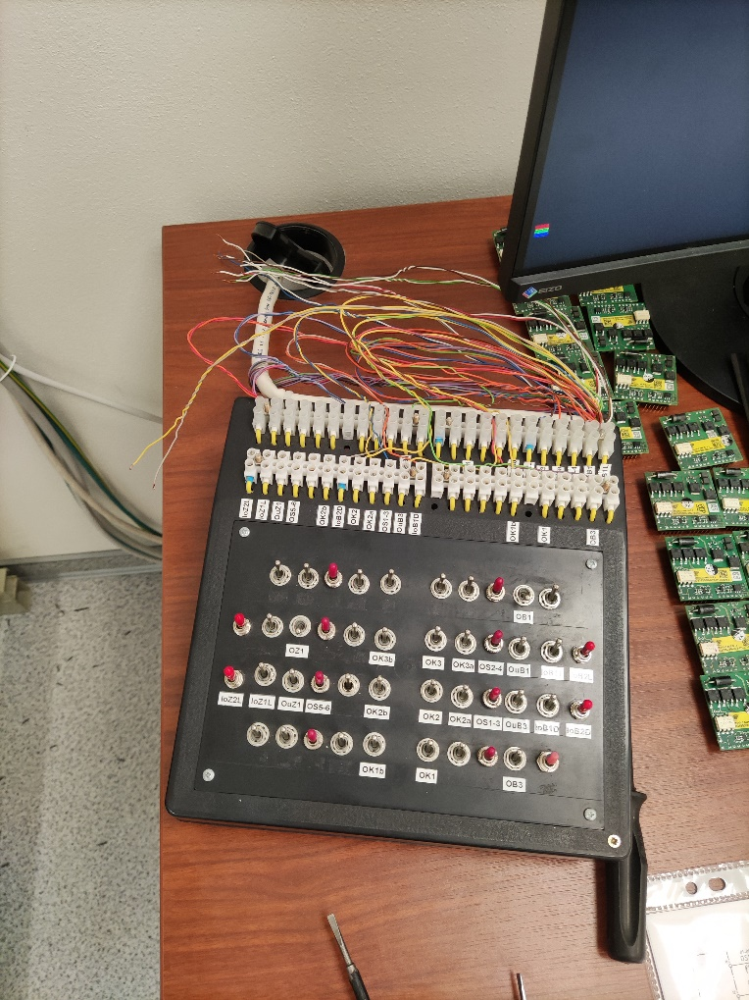 EIZO
IoZ2L
IoZ1L
OuZ1
OS5-6
OK2b
IoB2D
OK2
OK2a
OS1-3
OuB3
IoB1D
OK1b
OK1
OB3
OB1
OZ1
OK3b
OK3
OK3a
OS2-4
OuB1
IoZ2L
IoZ1L
OuZ1
OS5-6
OK2b
OK2
OK2a
OS1-3
OuB3
IoB1D
IoB2D
OK1b
OK1
OB3